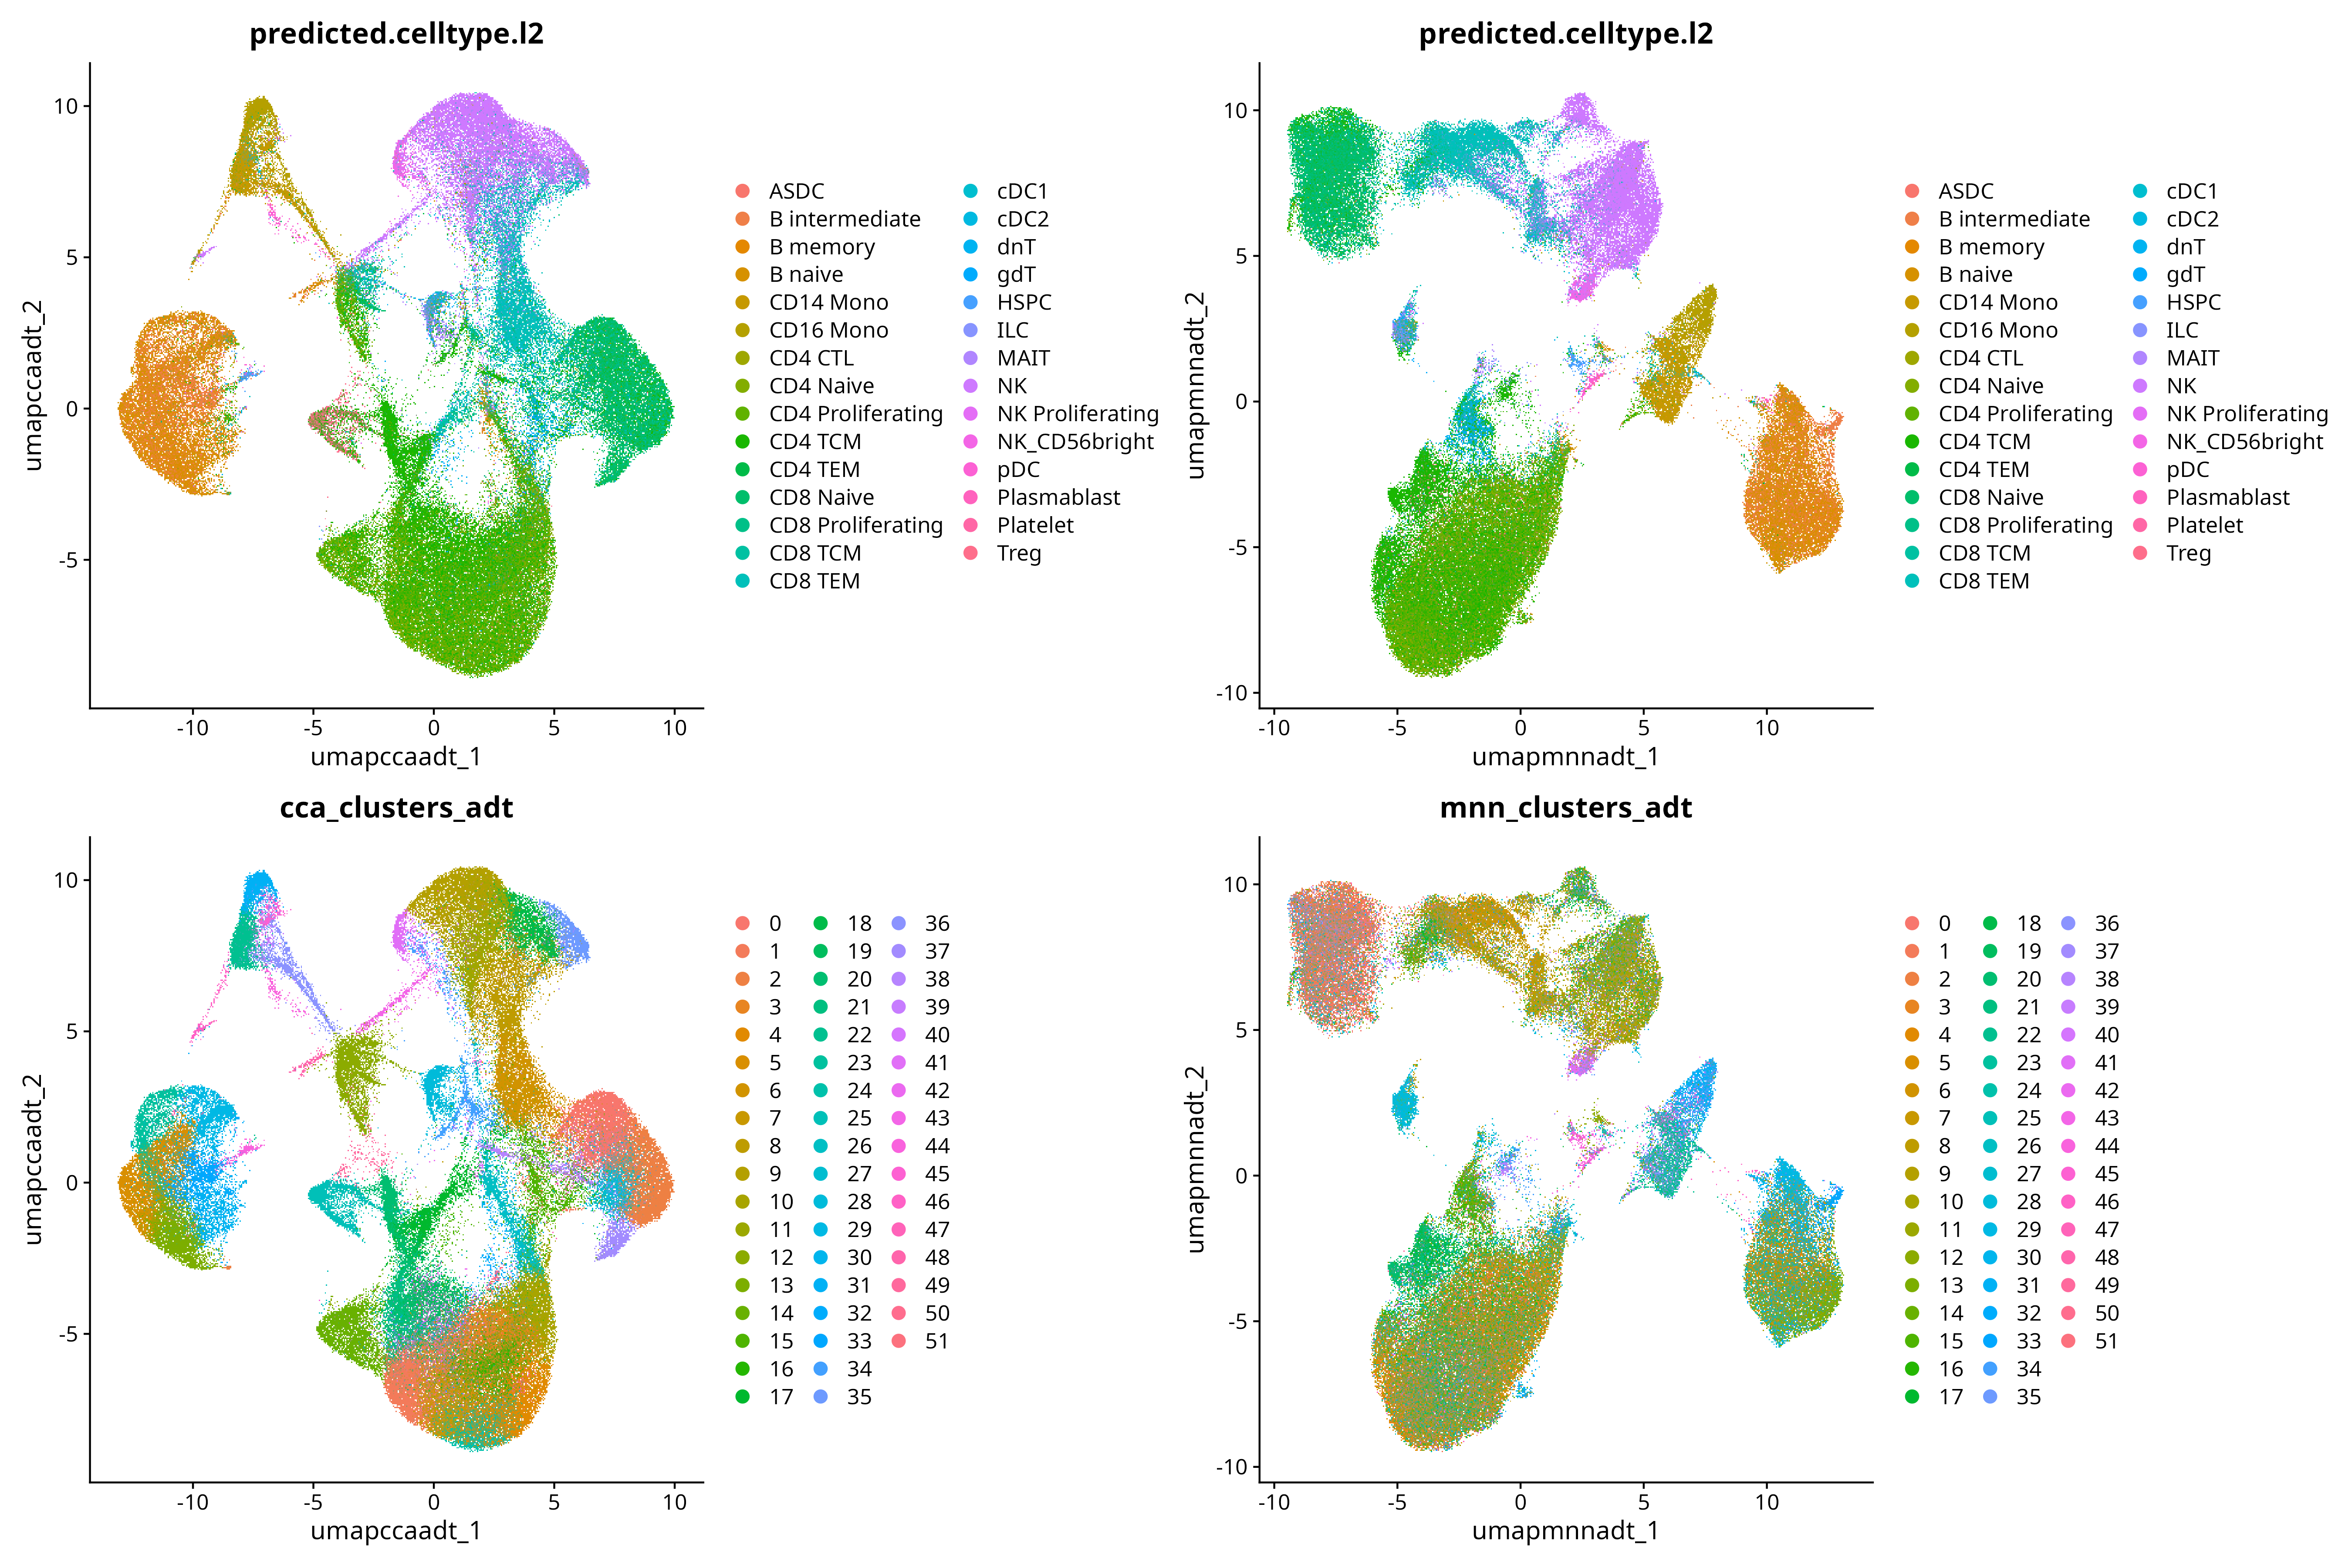 predicted.celltype.l2
10
5
0
-5
umapccaadt_2
-10
-5
0
5
10
umapccaadt_1
ASDC
B intermediate
B memory
B naive
CD14 Mono
CD16 Mono
CD4 CTL
CD4 Naive
CD4 Proliferating
CD4 TCM
CD4 TEM
CD8 Naive
CD8 Proliferating
CD8 TCM
CD8 TEM
cDC1
cDC2
dnT
gdT
HSPC
ILC
MAIT
NK
NK Proliferating
NK_CD56bright
pDC
Plasmablast
Platelet
Treg
predicted.celltype.l2
10
5
0
-5
-10
umapmnnadt_2
-10
-5
0
5
10
umapmnnadt_1
ASDC
B intermediate
B memory
B naive
CD14 Mono
CD16 Mono
CD4 CTL
CD4 Naive
CD4 Proliferating
CD4 TCM
CD4 TEM
CD8 Naive
CD8 Proliferating
CD8 TCM
CD8 TEM
cDC1
cDC2
dnT
gdT
HSPC
ILC
MAIT
NK
NK Proliferating
NK_CD56bright
pDC
Plasmablast
Platelet
Treg
cca_clusters_adt
10
5
0
-5
umapccaadt_2
-10
-5
0
5
10
umapccaadt_1
0
1
2
3
4
5
6
7
8
9
10
11
12
13
14
15
16
17
18
19
20
21
22
23
24
25
26
27
28
29
30
31
32
33
34
35
36
37
38
39
40
41
42
43
44
45
46
47
48
49
50
51
mnn_clusters_adt
10
5
0
-5
-10
umapmnnadt_2
-10
-5
0
5
10
umapmnnadt_1
0
1
2
3
4
5
6
7
8
9
10
11
12
13
14
15
16
17
18
19
20
21
22
23
24
25
26
27
28
29
30
31
32
33
34
35
36
37
38
39
40
41
42
43
44
45
46
47
48
49
50
51